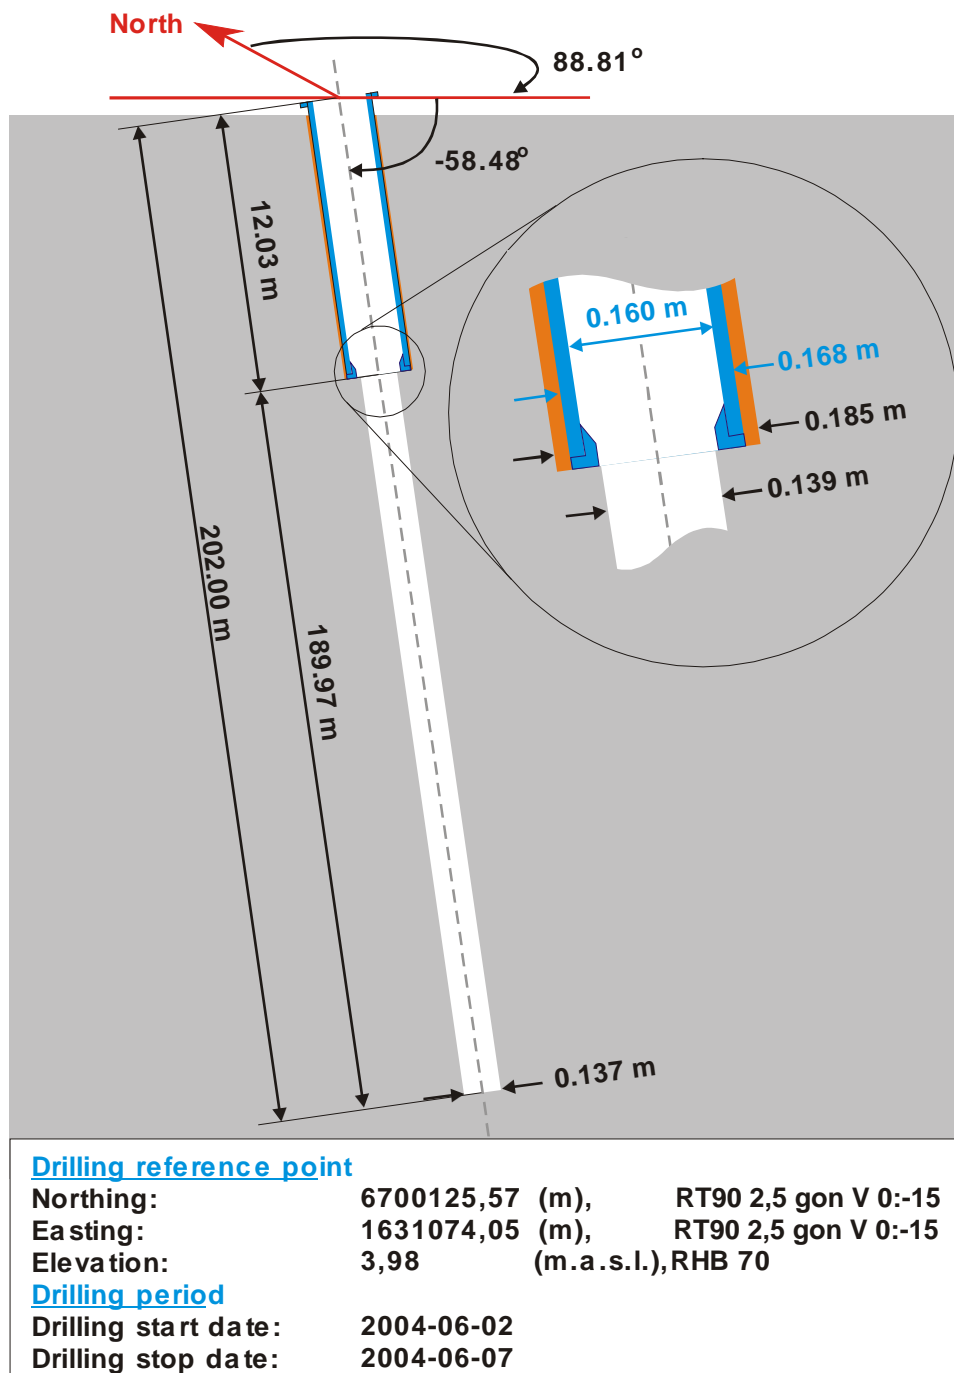 North
88.81°
-58.48°
12.03 m
0.160 m
0.168 m
0.185 m
0.139 m
202.00 m
189.97 m
0.137 m
Drilling reference point
Northing: 6700125,57 (m), RT90 2,5 gon V 0:-15
Easting: 1631074,05 (m), RT90 2,5 gon V 0:-15
Elevation: 3,98 (m.a.s.l.), RHB 70
Drilling period
Drilling start date: 2004-06-02
Drilling stop date: 2004-06-07